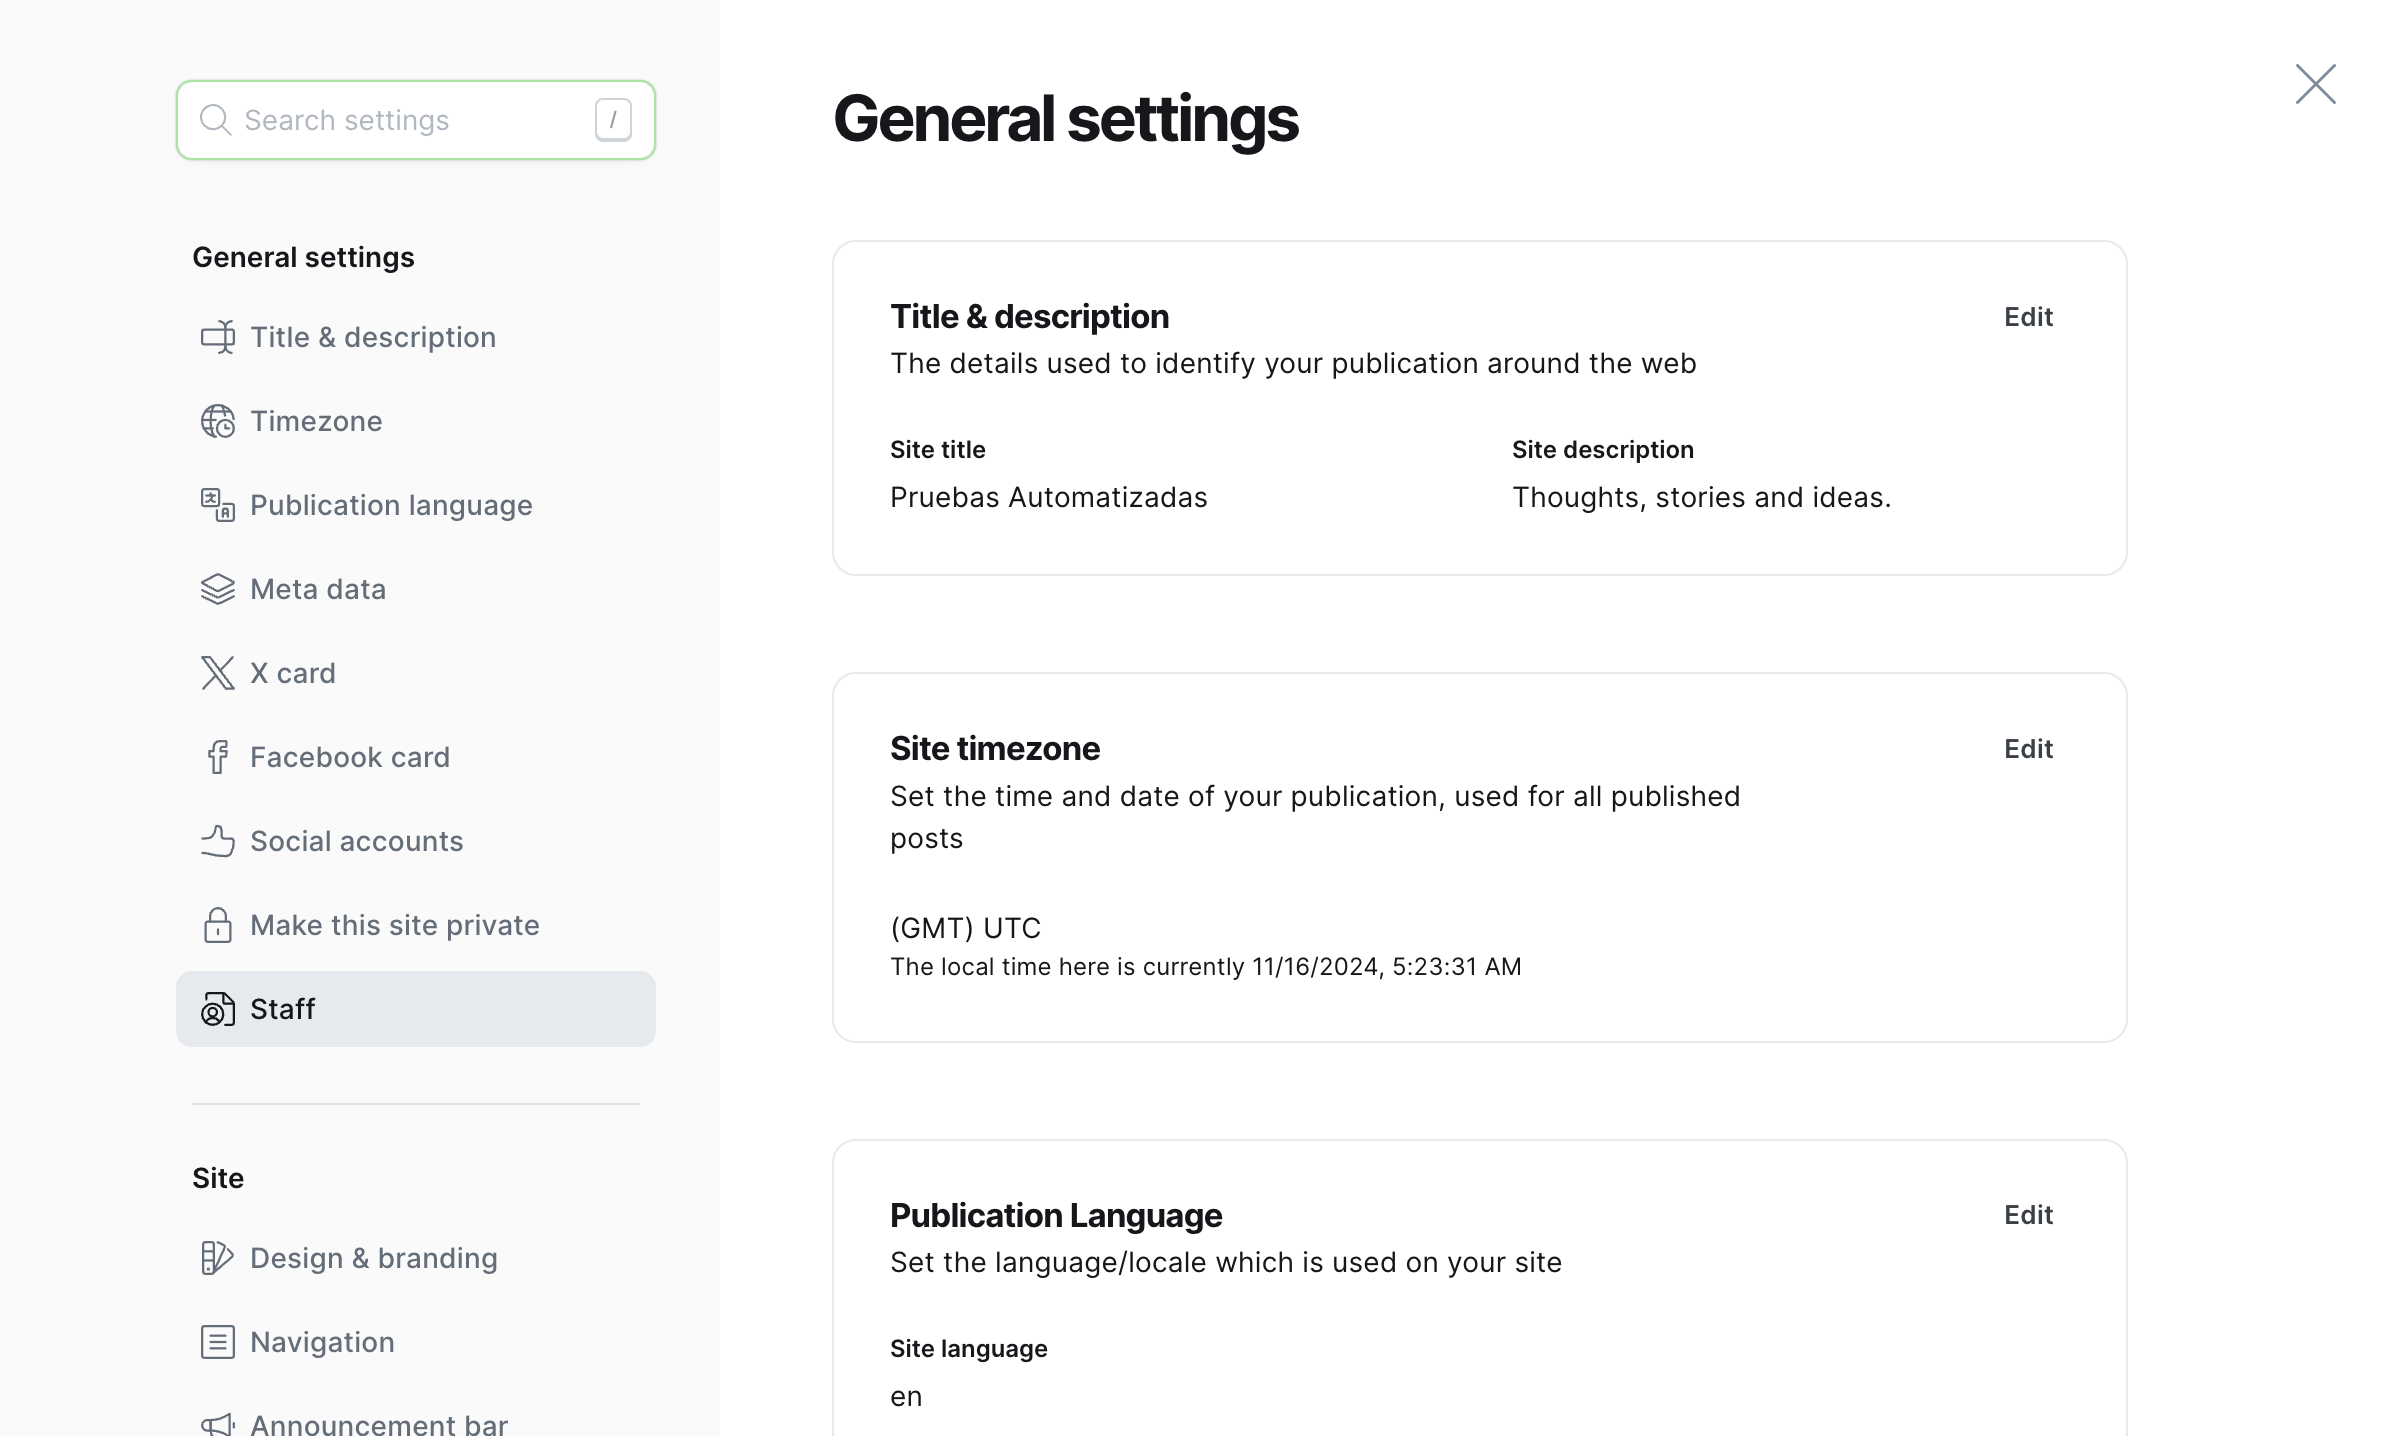 Search settings
/
General settings
Title & description
Timezone
Publication language
Meta data
X card
Facebook card
Social accounts
Make this site private
Staff
Site
Design & branding
Navigation
Announcement bar
General settings
Title & description
Edit
The details used to identify your publication around the web
Site title
Site description
Pruebas Automatizadas
Thoughts, stories and ideas.
Site timezone
Edit
Set the time and date of your publication, used for all published
posts
(GMT) UTC
The local time here is currently 11/16/2024, 5:23:31 AM
Publication Language
Edit
Set the language/locale which is used on your site
Site language
en